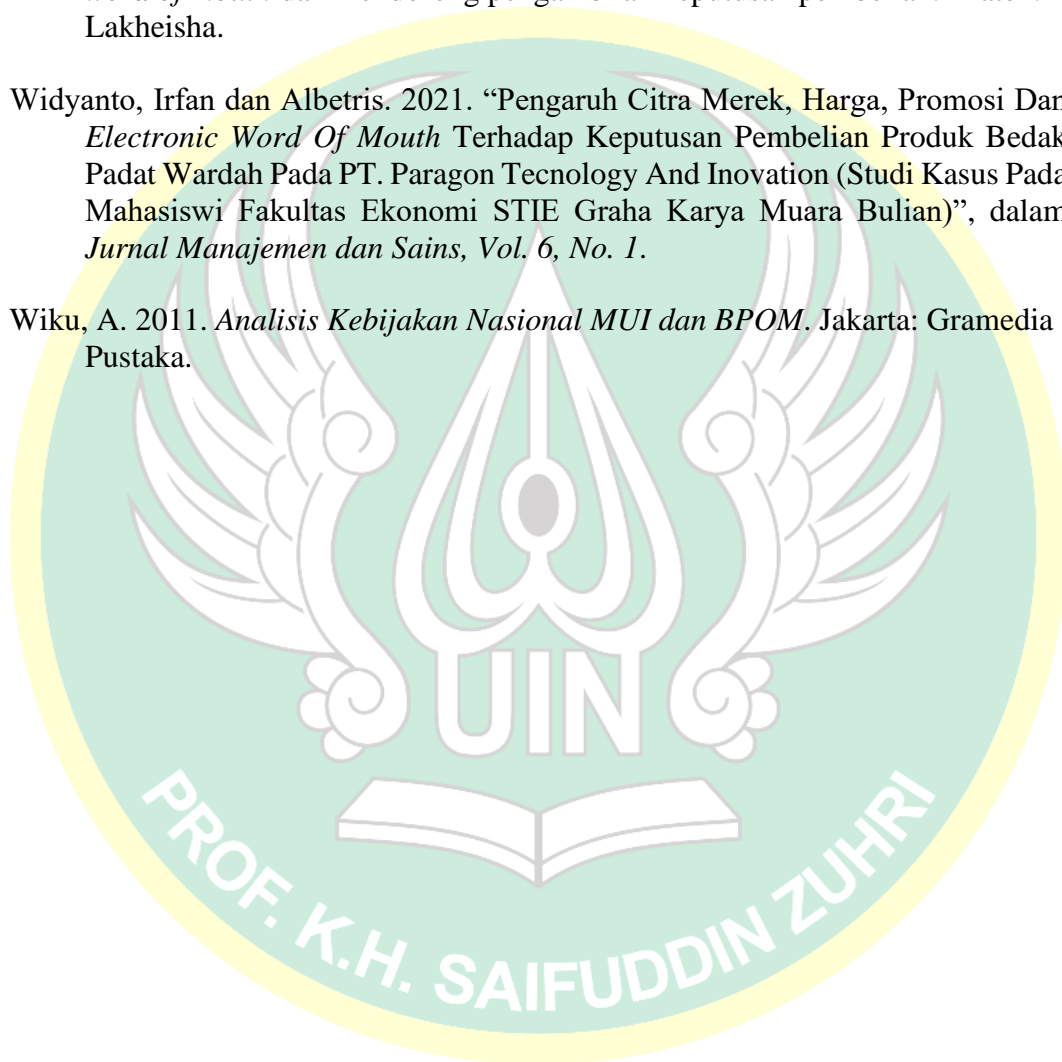 Lakheisha.
Widyanto, Irfan dan Albetris. 2021. “Pengaruh Citra Merek, Harga, Promosi Dan
Electronic Word Of Mouth Terhadap Keputusan Pembelian Produk Bedak
Padat Wardah Pada PT. Paragon Tecnology And Inovation (Studi Kasus Pada
Mahasiswi Fakultas Ekonomi STIE Graha Karya Muara Bulian)”, dalam
Jurnal Manajemen dan Sains, Vol. 6, No. 1.
Wiku, A. 2011. Analisis Kebijakan Nasional MUI dan BPOM. Jakarta: Gramedia
Pustaka.
UIN
PROF. K.H. SAIFUDDIN ZUHRI